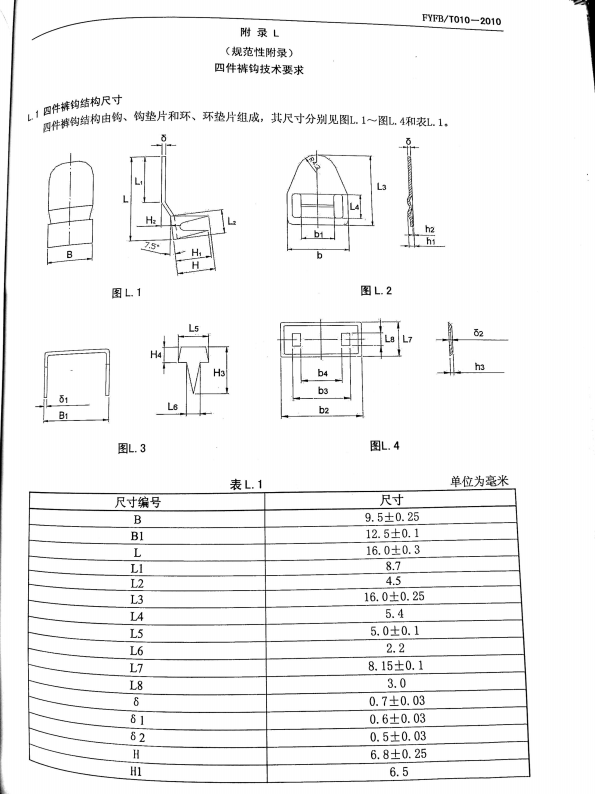 FYFB/T010—2010
附 录 L
（规范性附录）
四件裤钩技术要求
L.1 四件裤钩结构尺寸
四件裤钩结构由钩、钩垫片和环、环垫片组成，其尺寸分别见图L.1～图L.4和表L.1。
B
L
L₁
δ
H₂
L₂
7.5°
H₁
H
图 L.1
L3
L4
b1
b
δ
h2
h1
图 L.2
δ1
B₁
L₅
H4
H3
L₆
图L.3
L₈ L₇
b4
b3
b2
δ2
h3
图L.4
表 L.1 单位为毫米
尺寸编号 尺寸
B 9.5±0.25
B1 12.5±0.1
L 16.0±0.3
L1 8.7
L2 4.5
L3 16.0±0.25
L4 5.4
L5 5.0±0.1
L6 2.2
L7 8.15±0.1
L8 3.0
δ 0.7±0.03
δ1 0.6±0.03
δ2 0.5±0.03
H 6.8±0.25
H1 6.5